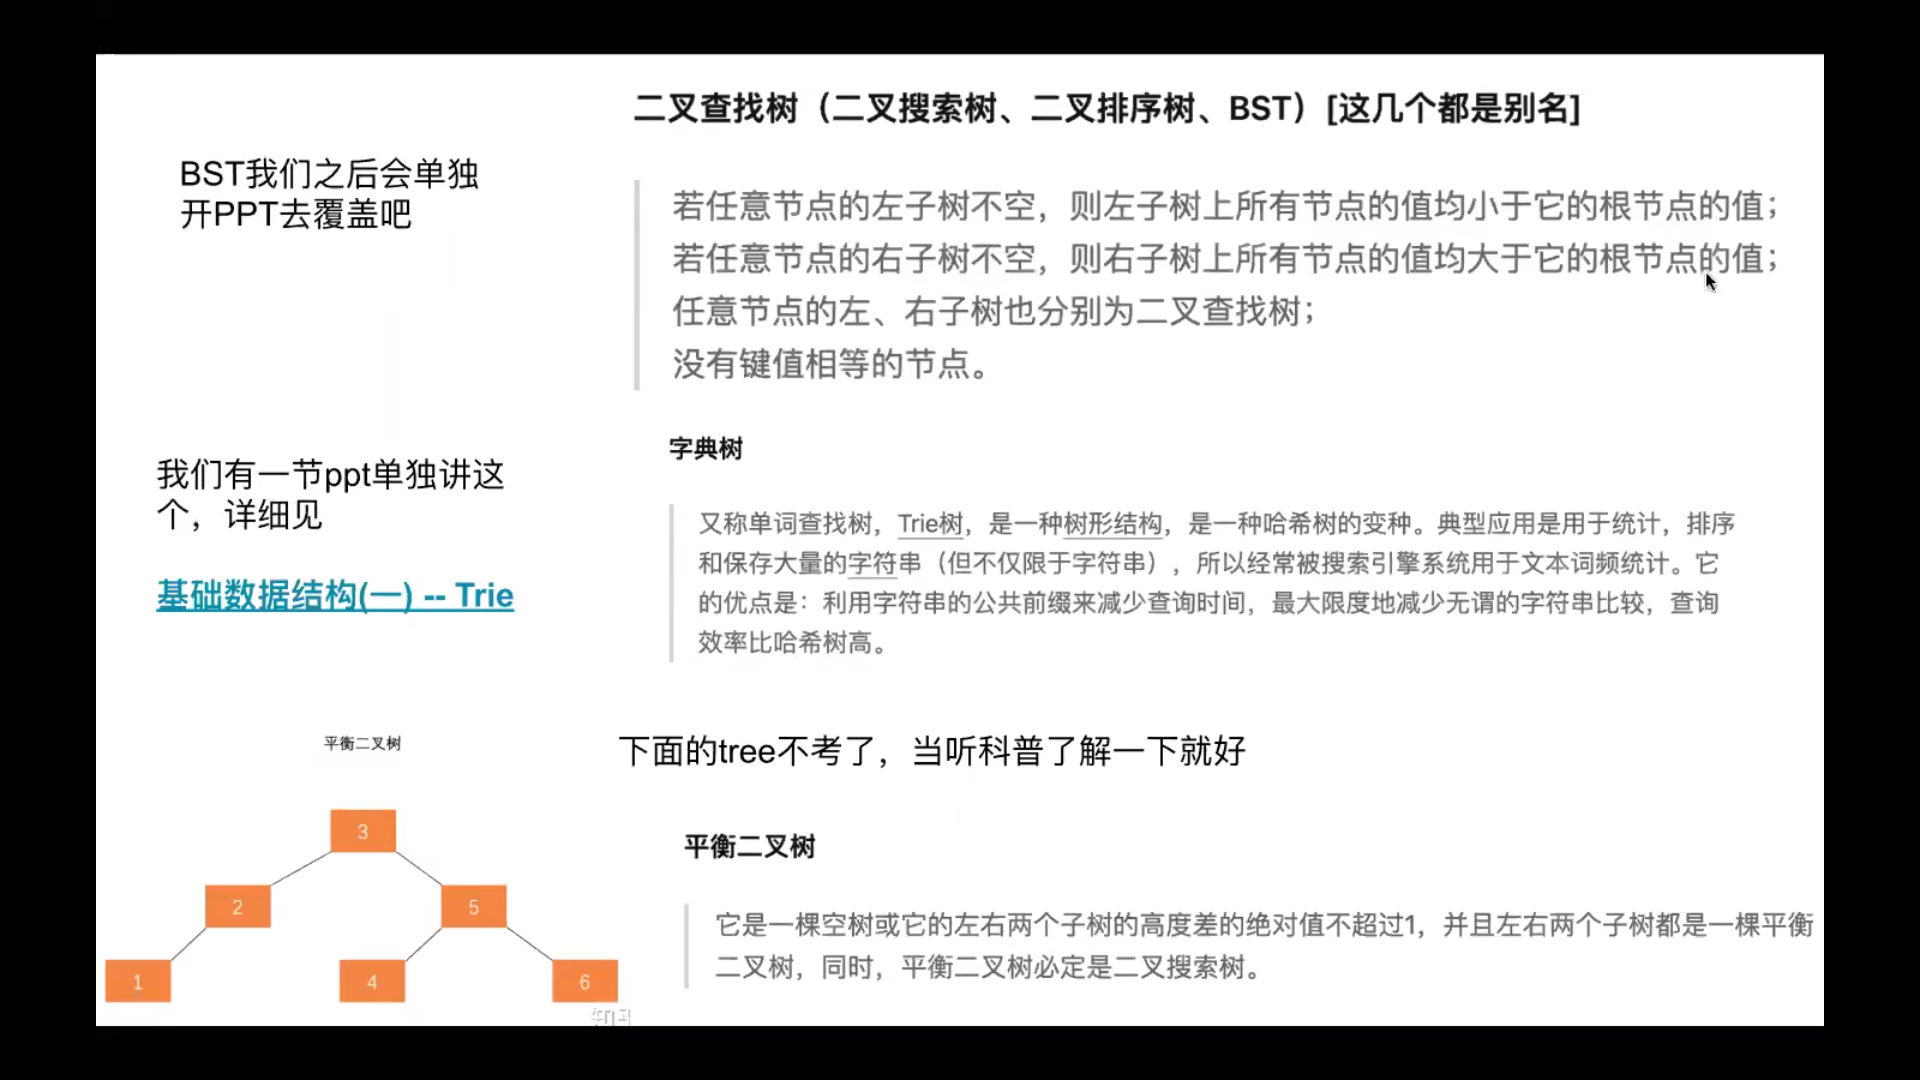 二叉查找树（二叉搜索树、二叉排序树、BST）[这几个都是别名]
BST我们之后会单独
开PPT去覆盖吧
若任意节点的左子树不空，则左子树上所有节点的值均小于它的根节点的值；
若任意节点的右子树不空，则右子树上所有节点的值均大于它的根节点的值；
任意节点的左、右子树也分别为二叉查找树；
没有键值相等的节点。
我们有一节ppt单独讲这
个，详细见
基础数据结构(一) -- Trie
字典树
又称单词查找树，Trie树，是一种树形结构，是一种哈希树的变种。典型应用是用于统计，排序
和保存大量的字符串（但不仅限于字符串），所以经常被搜索引擎系统用于文本词频统计。它
的优点是：利用字符串的公共前缀来减少查询时间，最大限度地减少无谓的字符串比较，查询
效率比哈希树高。
下面的tree不考了，当听科普了解一下就好
平衡二叉树
3
2
5
1
4
6
平衡二叉树
它是一棵空树或它的左右两个子树的高度差的绝对值不超过1，并且左右两个子树都是一棵平衡
二叉树，同时，平衡二叉树必定是二叉搜索树。